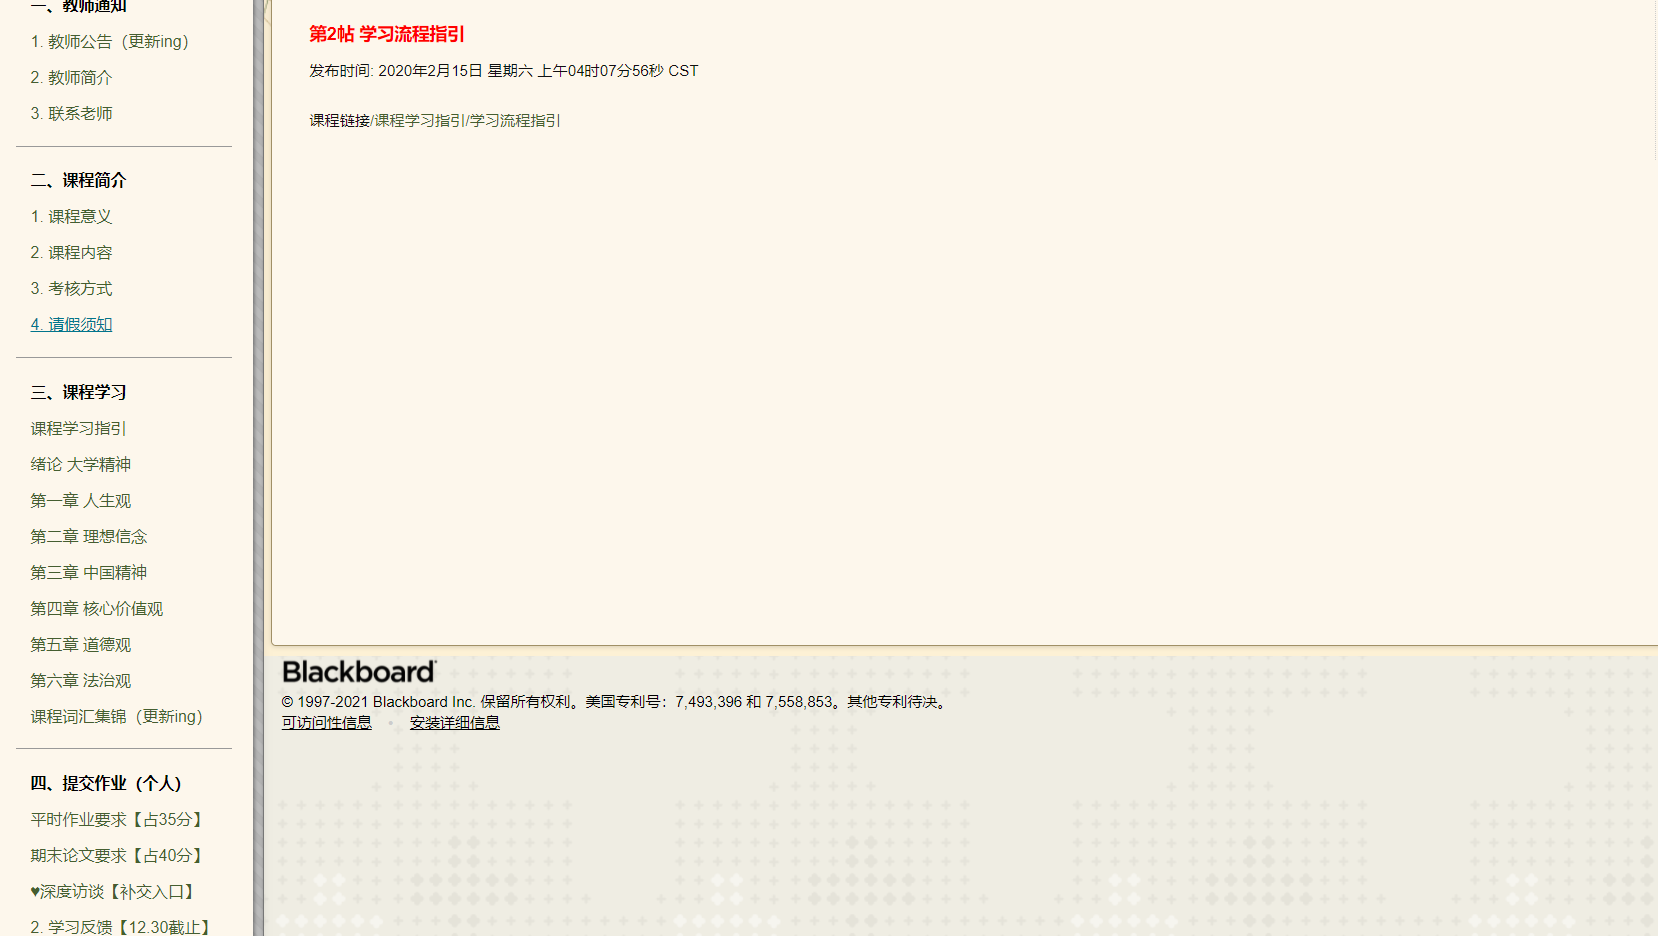 一、教师通知
1. 教师公告（更新ing）
2. 教师简介
3. 联系老师
二、课程简介
1. 课程意义
2. 课程内容
3. 考核方式
4. 请假须知
三、课程学习
课程学习指引
绪论 大学精神
第一章 人生观
第二章 理想信念
第三章 中国精神
第四章 核心价值观
第五章 道德观
第六章 法治观
课程词汇集锦（更新ing）
四、提交作业（个人）
平时作业要求【占35分】
期末论文要求【占40分】
♥深度访谈【补交入口】
2. 学习反馈【12.30截止】
第2帖 学习流程指引
发布时间: 2020年2月15日 星期六 上午04时07分56秒 CST
课程链接/课程学习指引/学习流程指引
Blackboard
© 1997-2021 Blackboard Inc. 保留所有权利。美国专利号：7,493,396 和 7,558,853。其他专利待决。
可访问性信息 • 安装详细信息